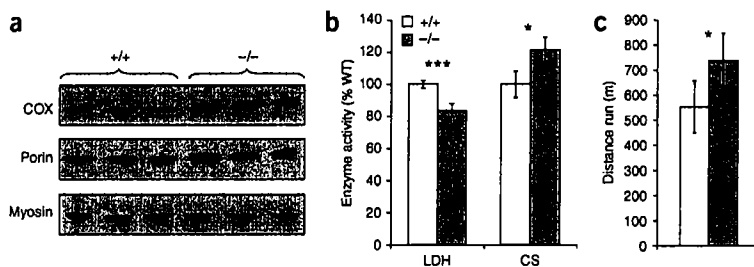 a
+/+ –/–
COX
Porin
Myosin
b
Enzyme activity (% WT)
140
120
100
80
60
40
20
0
+/+
–/–
***
*
LDH CS
c
Distance run (m)
900
800
700
600
500
400
300
200
100
0
*